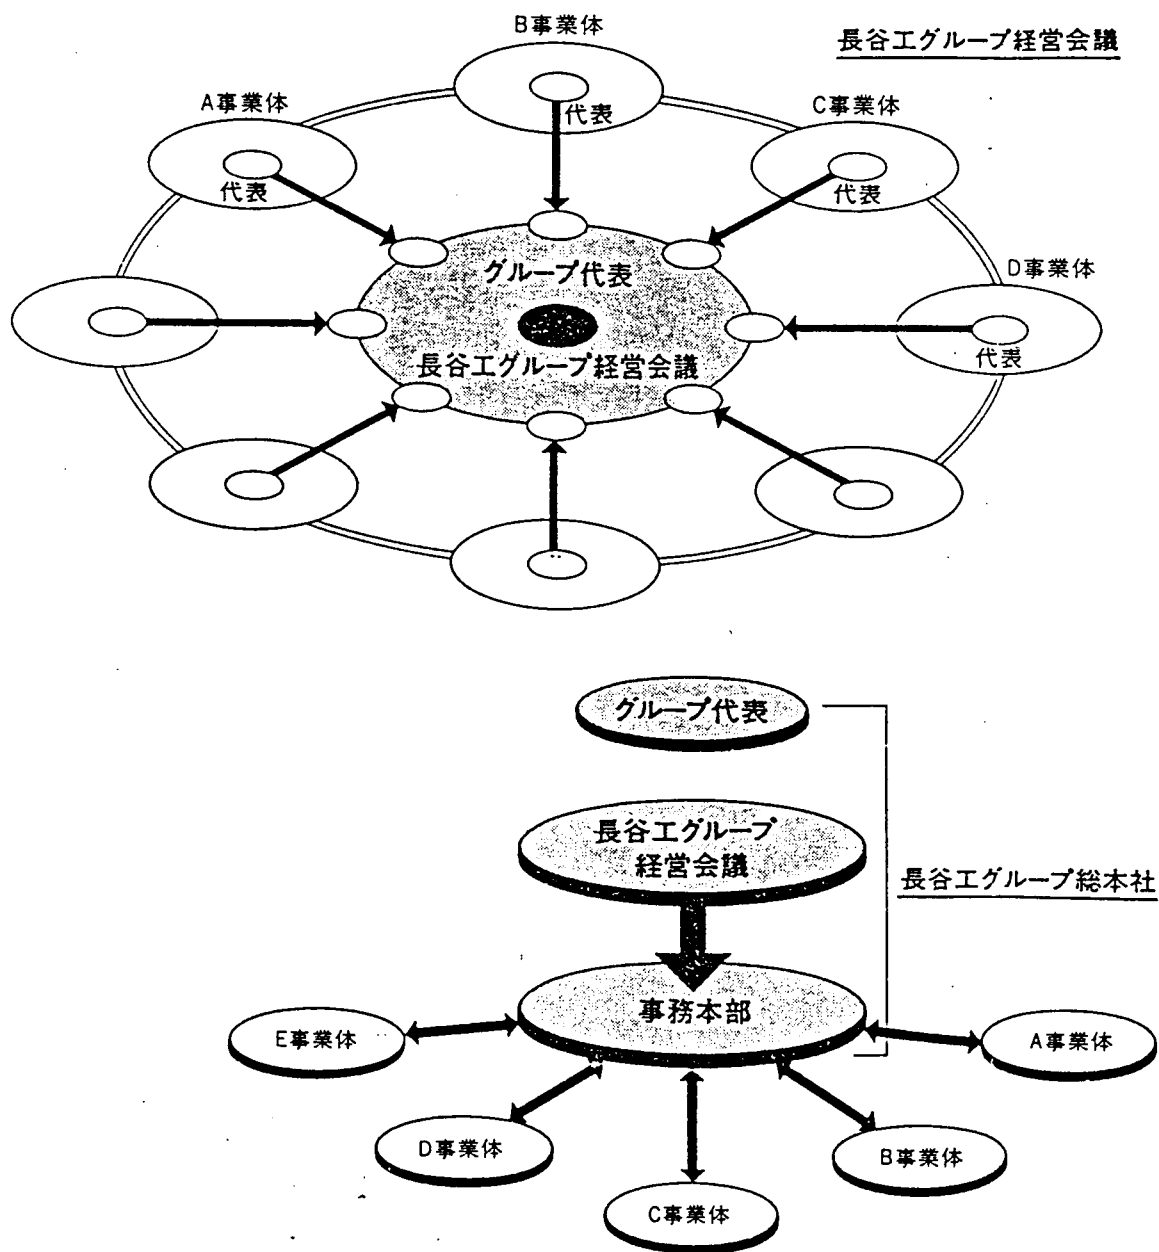 B事業体
長谷工グループ経営会議
A事業体
代表
C事業体
代表
代表
グループ代表
D事業体
長谷工グループ経営会議
代表
グループ代表
長谷工グループ
経営会議
長谷工グループ総本社
事務本部
E事業体
A事業体
D事業体
B事業体
C事業体